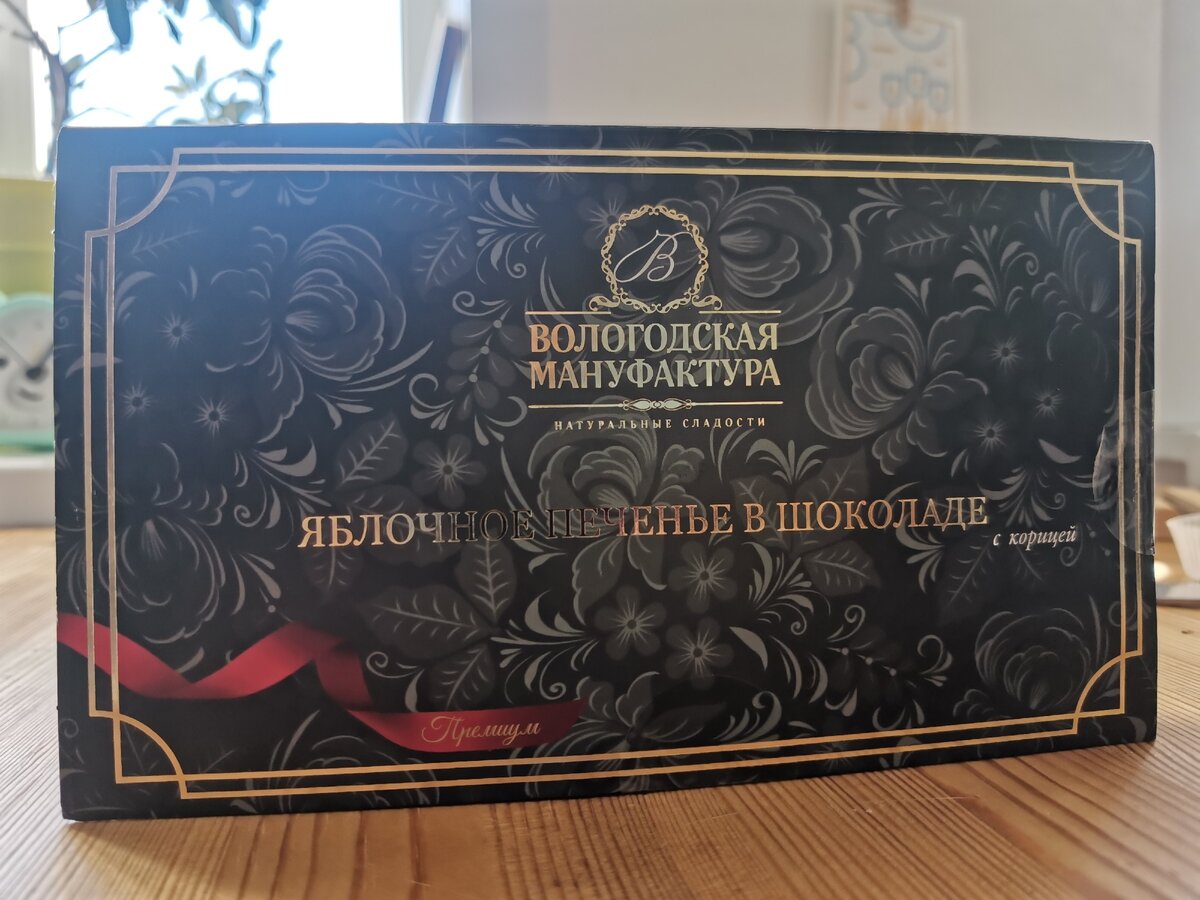 В
ВОЛОГОДСКАЯ
МАНУФАКТУРА
НАТУРАЛЬНЫЕ СЛАДОСТИ
ЯБЛОЧНОЕ ПЕЧЕНЬЕ В ШОКОЛАДЕ
с корицей
Премиум